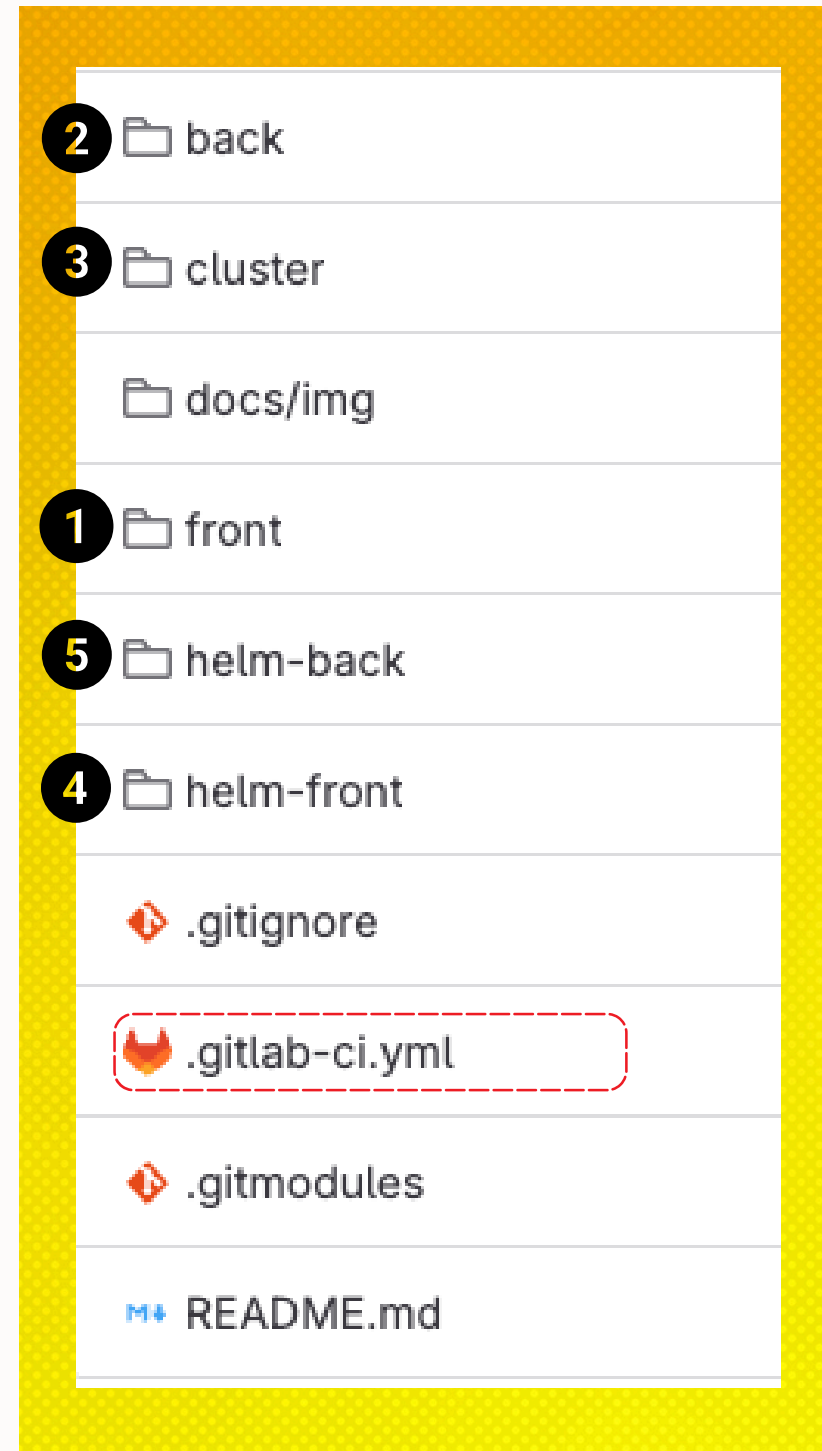 2 back
3 cluster
docs/img
1 front
5 helm-back
4 helm-front
.gitignore
.gitlab-ci.yml
.gitmodules
M README.md